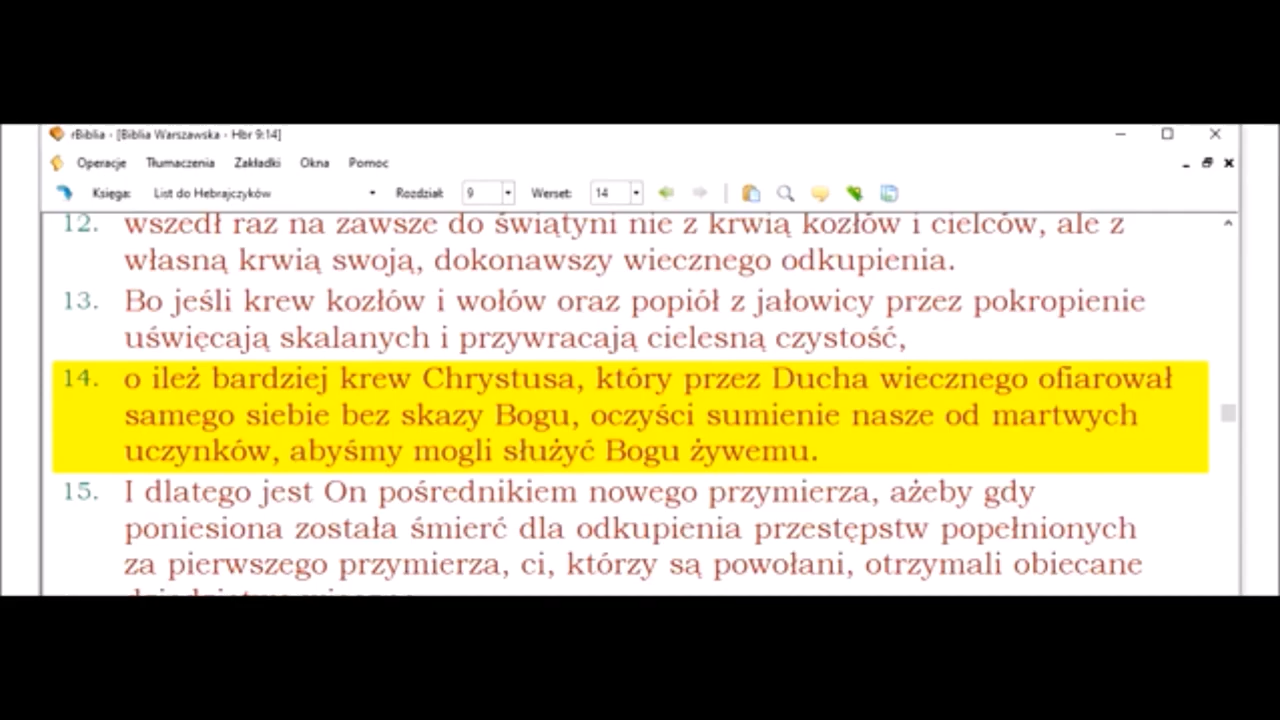 rBiblia - [Biblia Warszawska - Hbr 9:14]
Operacje Tłumaczenia Zakładki Okna Pomoc
Księga: List do Hebrajczyków Rozdział: 9 Werset: 14
12. wszedł raz na zawsze do świątyni nie z krwią kozłów i cielców, ale z
własną krwią swoją, dokonawszy wiecznego odkupienia.
13. Bo jeśli krew kozłów i wołów oraz popiół z jałowicy przez pokropienie
uświęcają skalanych i przywracają cielesną czystość,
14. o ileż bardziej krew Chrystusa, który przez Ducha wiecznego ofiarował
samego siebie bez skazy Bogu, oczyści sumienie nasze od martwych
uczynków, abyśmy mogli służyć Bogu żywemu.
15. I dlatego jest On pośrednikiem nowego przymierza, ażeby gdy
poniesiona została śmierć dla odkupienia przestępstw popełnionych
za pierwszego przymierza, ci, którzy są powołani, otrzymali obiecane